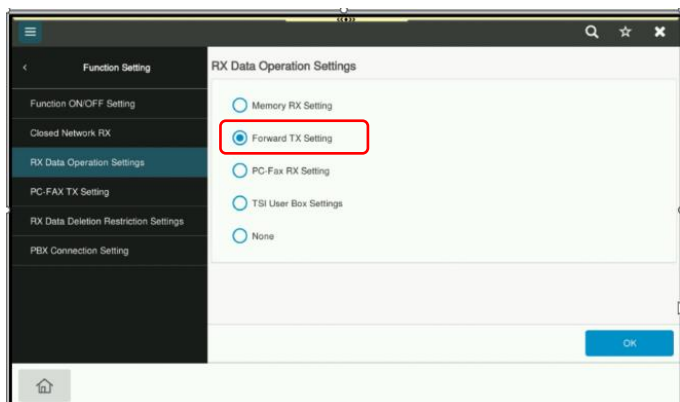 Function Setting
RX Data Operation Settings
Function ON/OFF Setting
Closed Network RX
RX Data Operation Settings
PC-FAX TX Setting
RX Data Deletion Restriction Settings
PBX Connection Setting
Memory RX Setting
Forward TX Setting
PC-Fax RX Setting
TSI User Box Settings
None
OK